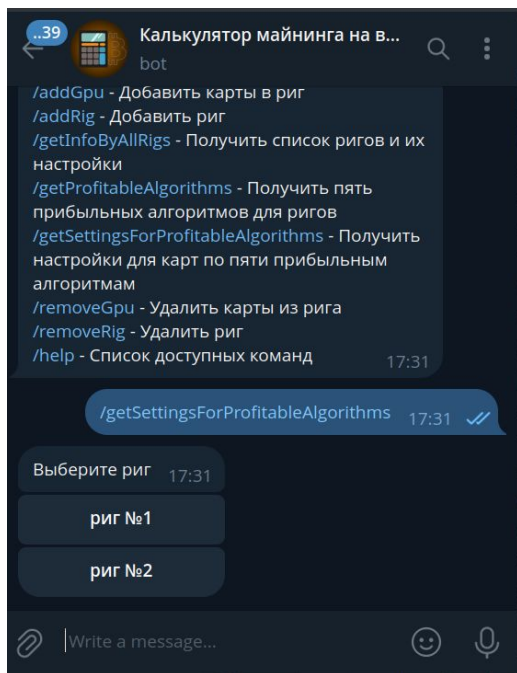 ..39
Калькулятор майнинга на в...
bot
/addGpu - Добавить карты в риг
/addRig - Добавить риг
/getInfoByAllRigs - Получить список ригов и их
настройки
/getProfitableAlgorithms - Получить пять
прибыльных алгоритмов для ригов
/getSettingsForProfitableAlgorithms - Получить
настройки для карт по пяти прибыльным
алгоритмам
/removeGpu - Удалить карты из рига
/removeRig - Удалить риг
/help - Список доступных команд 17:31
/getSettingsForProfitableAlgorithms 17:31
Выберите риг 17:31
риг №1
риг №2
Write a message...